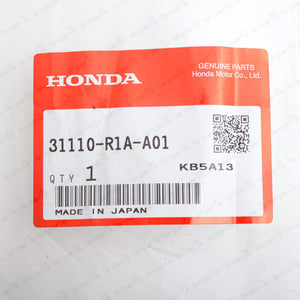 GENUINE PARTS
Honda Motor Co., Ltd.
HONDA
31110-R1A-A01
QTY 1
KB5A13
MADE IN JAPAN